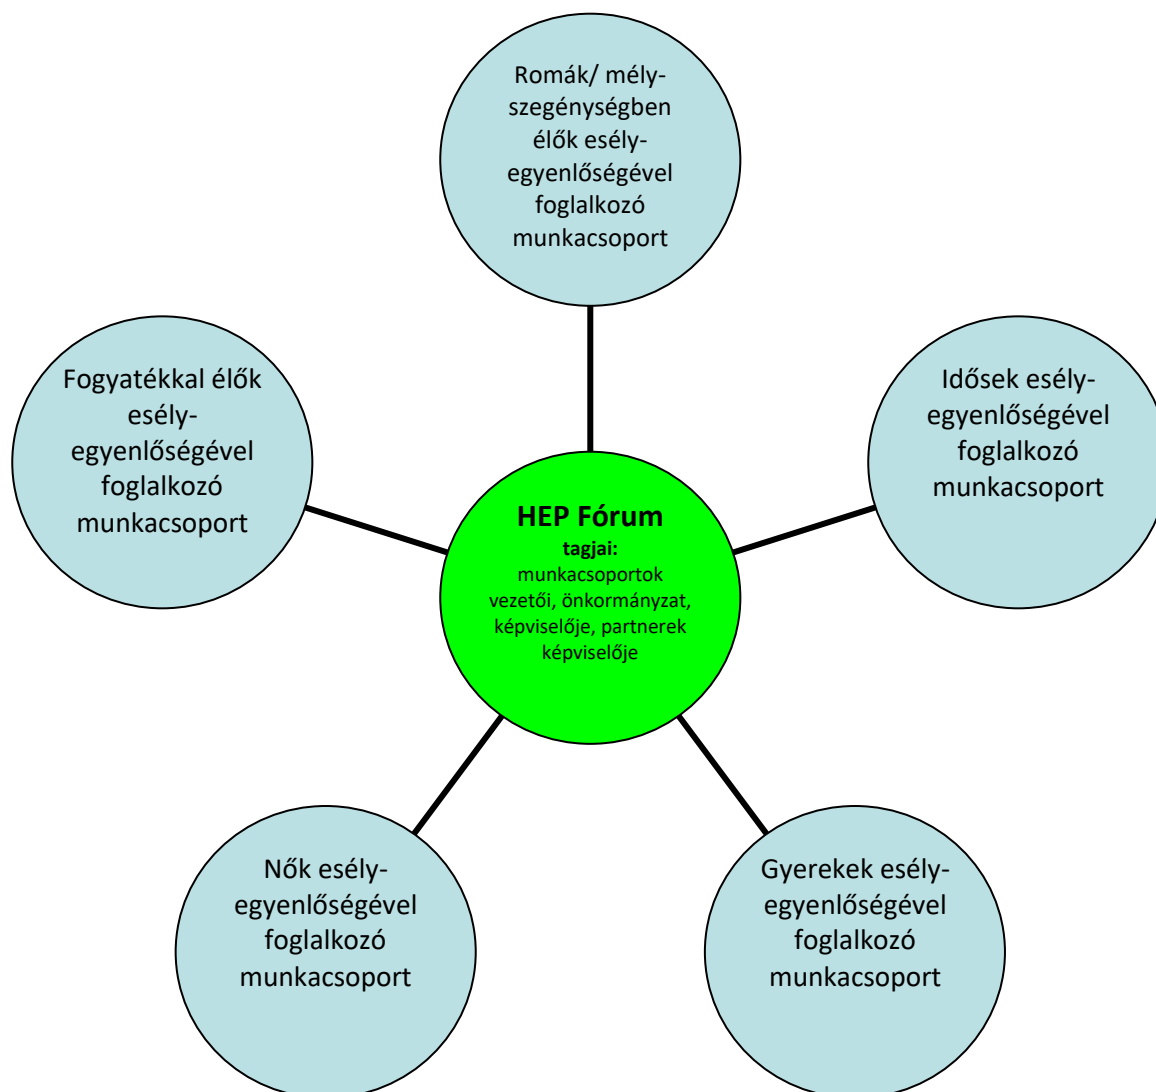 Romák/ mély-
szegénységben
élők esély-
egyenlőségével
foglalkozó
munkacsoport
Fogyatékkal élők
esély-
egyenlőségével
foglalkozó
munkacsoport
Idősek esély-
egyenlőségével
foglalkozó
munkacsoport
HEP Fórum
tagjai:
munkacsoportok
vezetői, önkormányzat,
képviselője, partnerek
képviselője
Nők esély-
egyenlőségével
foglalkozó
munkacsoport
Gyerekek esély-
egyenlőségével
foglalkozó
munkacsoport